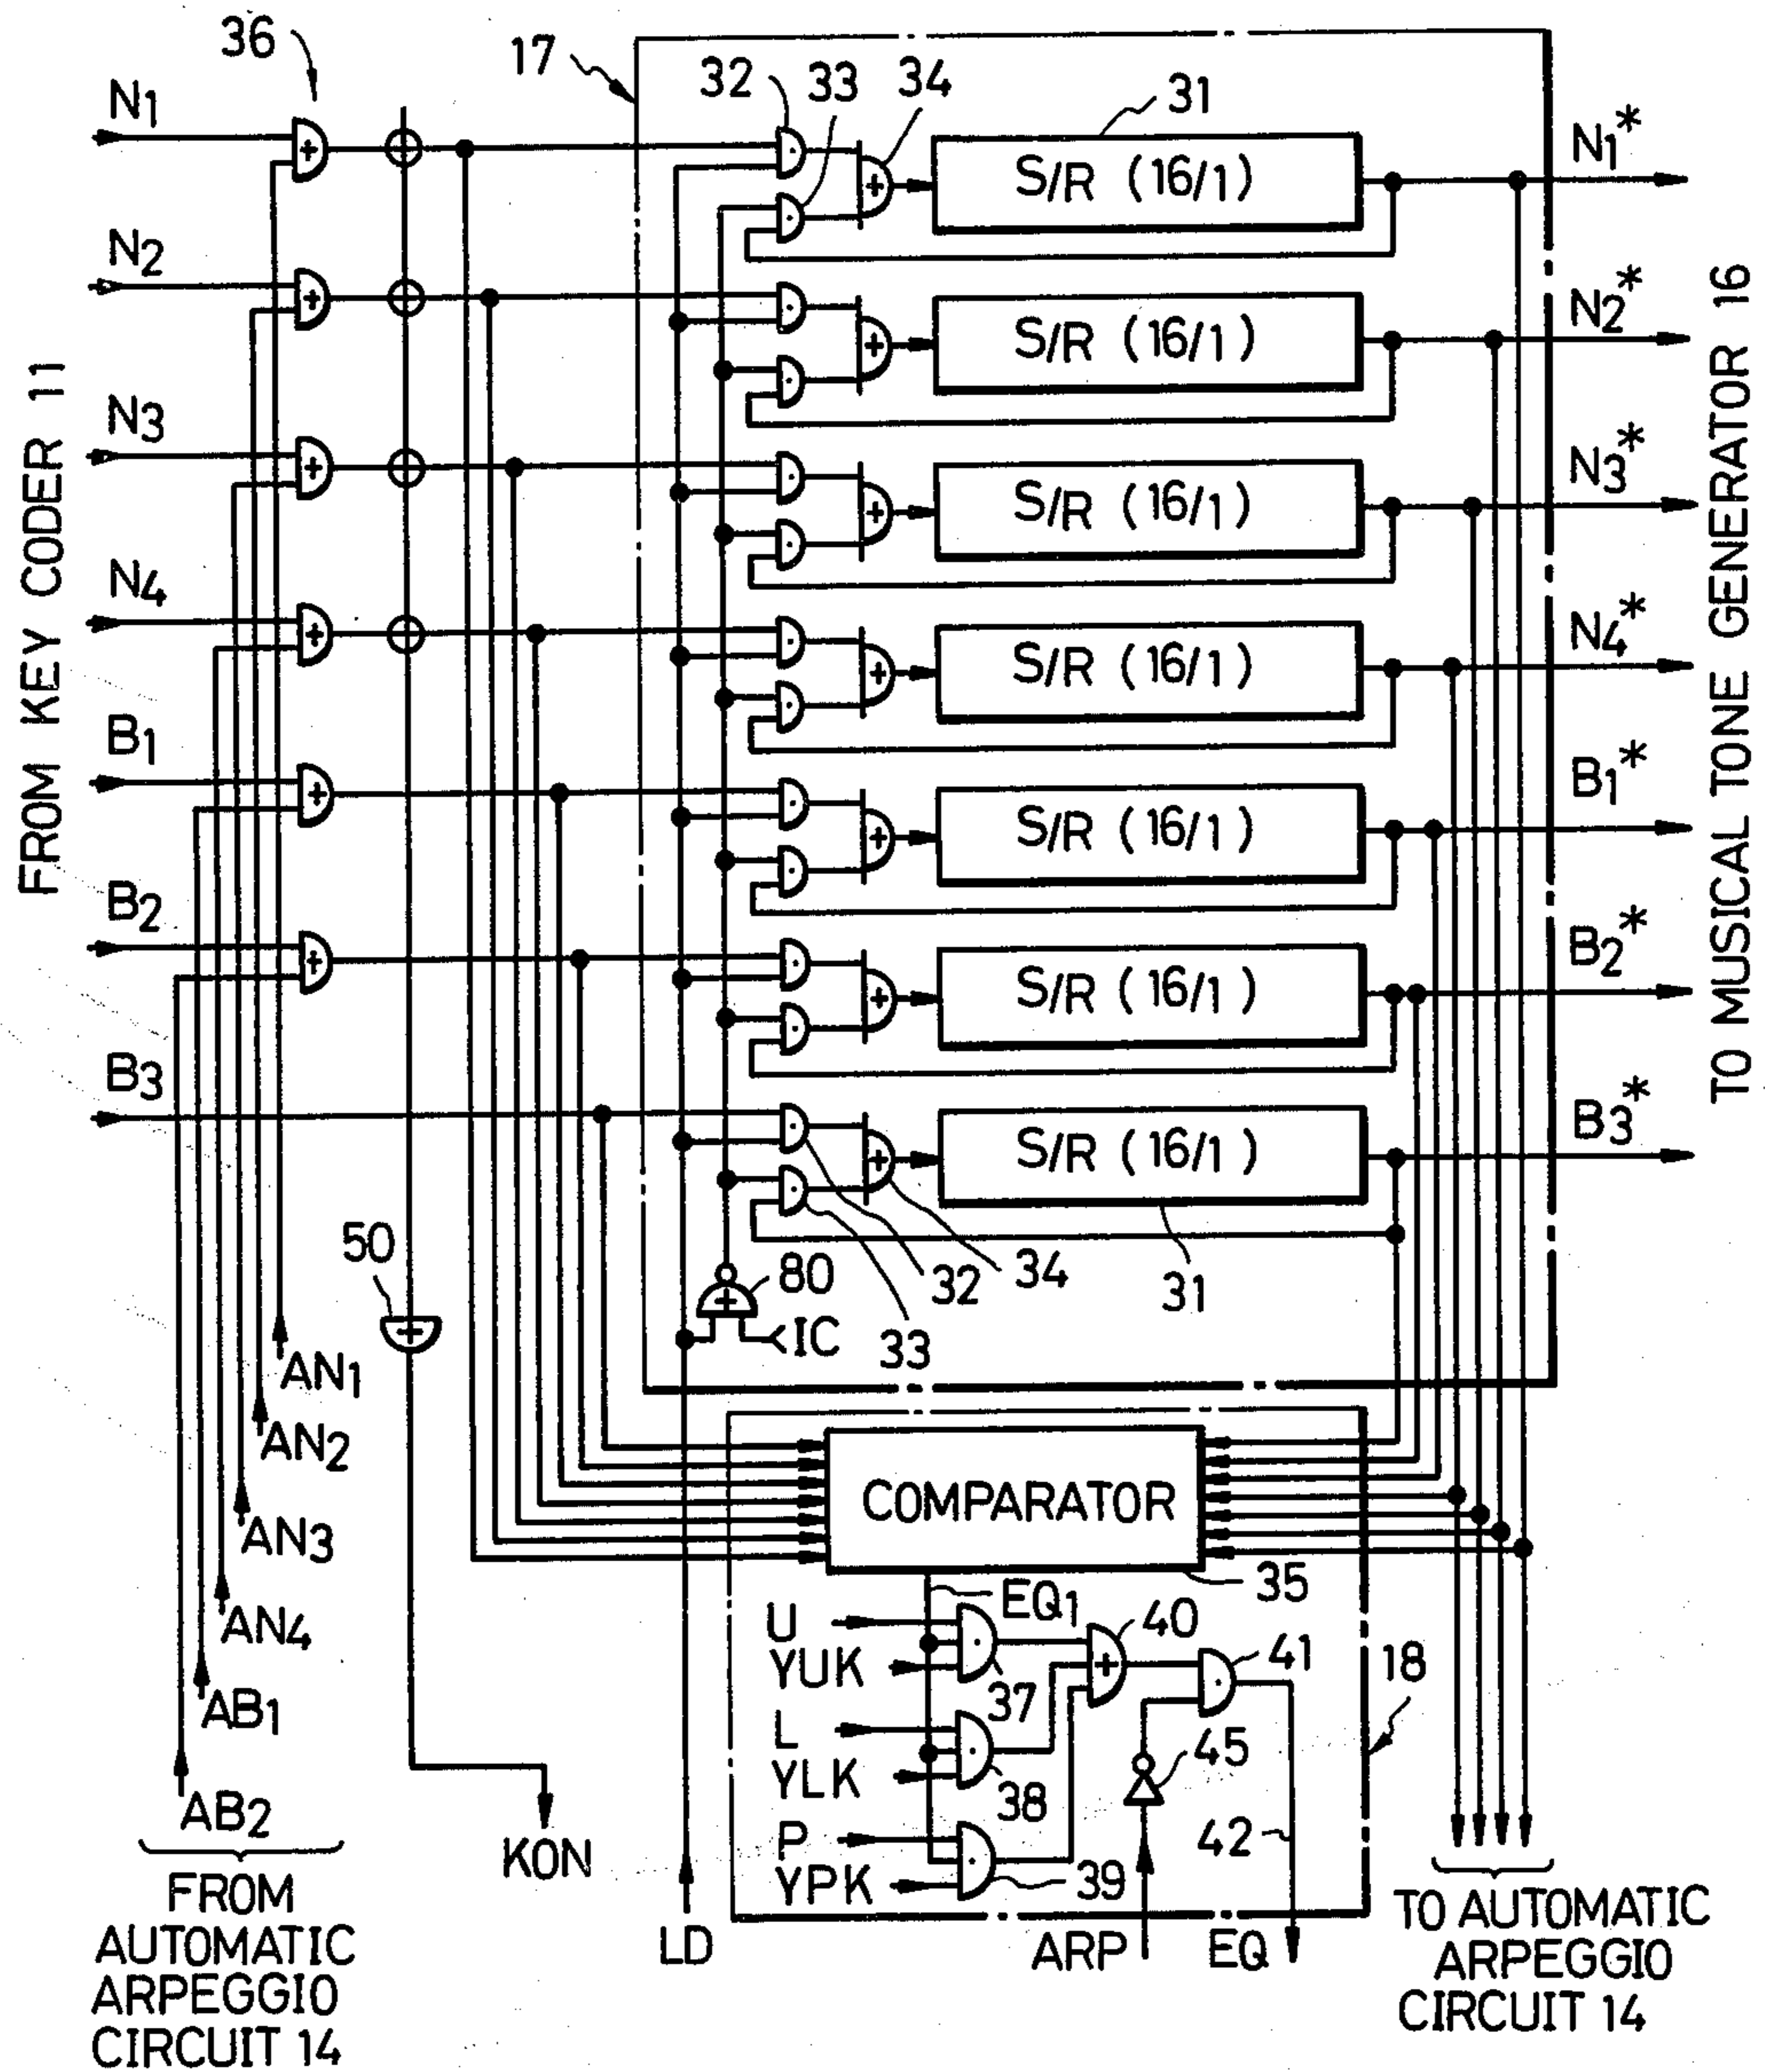 36
17
32
33
34
31
N1
N1*
S/R (16/1)
N2
N2*
S/R (16/1)
N3
N3*
S/R (16/1)
N4
N4*
S/R (16/1)
B1
B1*
S/R (16/1)
B2
B2*
S/R (16/1)
B3
B3*
S/R (16/1)
FROM KEY CODER 11
TO MUSICAL TONE GENERATOR 16
50
80
32
34
31
IC
33
AN1
AN2
AN3
AN4
AB1
AB2
COMPARATOR
35
EQ1
U
YUK
37
40
41
18
L
YLK
38
45
P
YPK
39
42
KON
LD
ARP
EQ
FROM
AUTOMATIC
ARPEGGIO
CIRCUIT 14
TO AUTOMATIC
ARPEGGIO
CIRCUIT 14